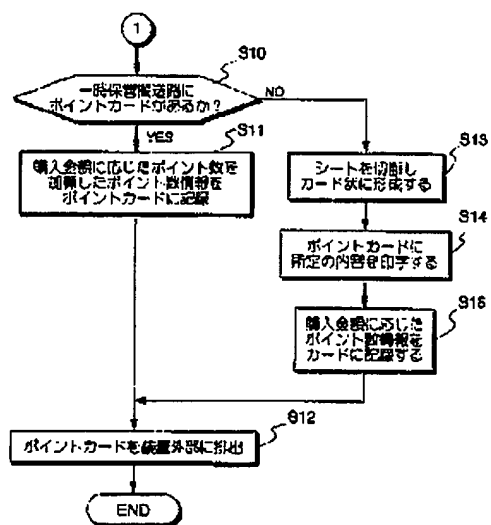 1
S10
一時保管搬送路に
ポイントカードがあるか?
NO
YES
S11
購入金額に応じたポイント数を
加算したポイント数情報を
ポイントカードに記録
S13
シートを切断し
カード状に形成する
S14
ポイントカードに
所定の内容を印字する
S15
購入金額に応じた
ポイント数情報を
カードに記録する
S12
ポイントカードを装置外部に排出
END